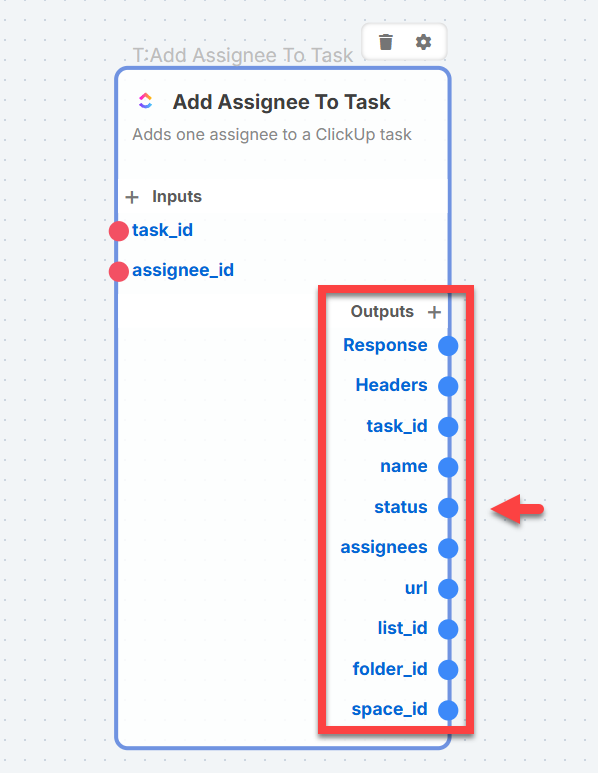 T:Add Assignee To Task
Add Assignee To Task
Adds one assignee to a ClickUp task
Inputs
task_id
assignee_id
Outputs
Response
Headers
task_id
name
status
assignees
url
list_id
folder_id
space_id